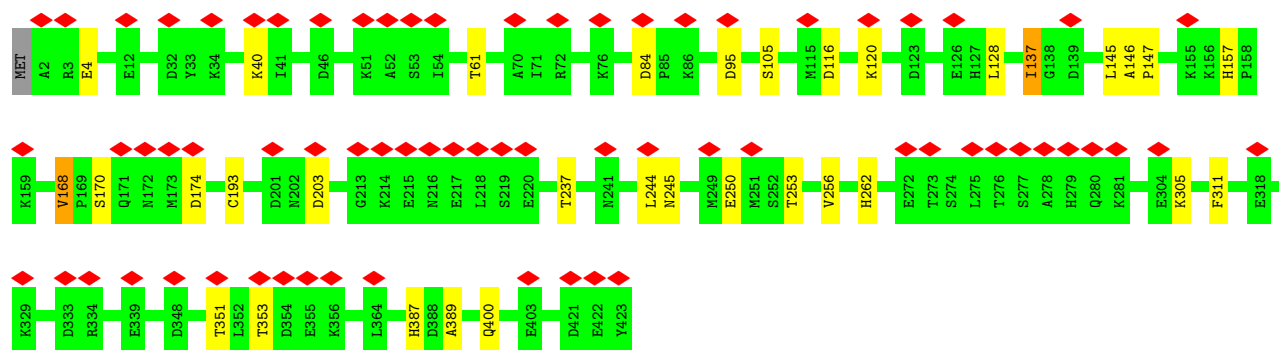 MET A2 R3 E4 E12 D32 Y33 K34 K40 I41 D46 K51 A52 S53 I54 T61 A70 I71 R72 K76 D84 P85 K86 D95 S105 M115 D116 K120 D123 E126 H127 L128 I137 G138 D139 L145 A146 P147 K155 K156 H157 P158
K159 V168 P169 S170 Q171 N172 M173 D174 C193 D201 N202 D203 G213 K214 E215 N216 E217 L218 S219 E220 T237 N241 L244 N245 M249 E250 M251 S252 T253 V256 H262 E272 T273 S274 L275 T276 S277 A278 H279 Q280 K281 E304 K305 F311 E318
K329 D333 R334 E339 D348 T351 L352 T353 D354 E355 K356 L364 H387 D388 A389 Q400 E403 D421 E422 Y423